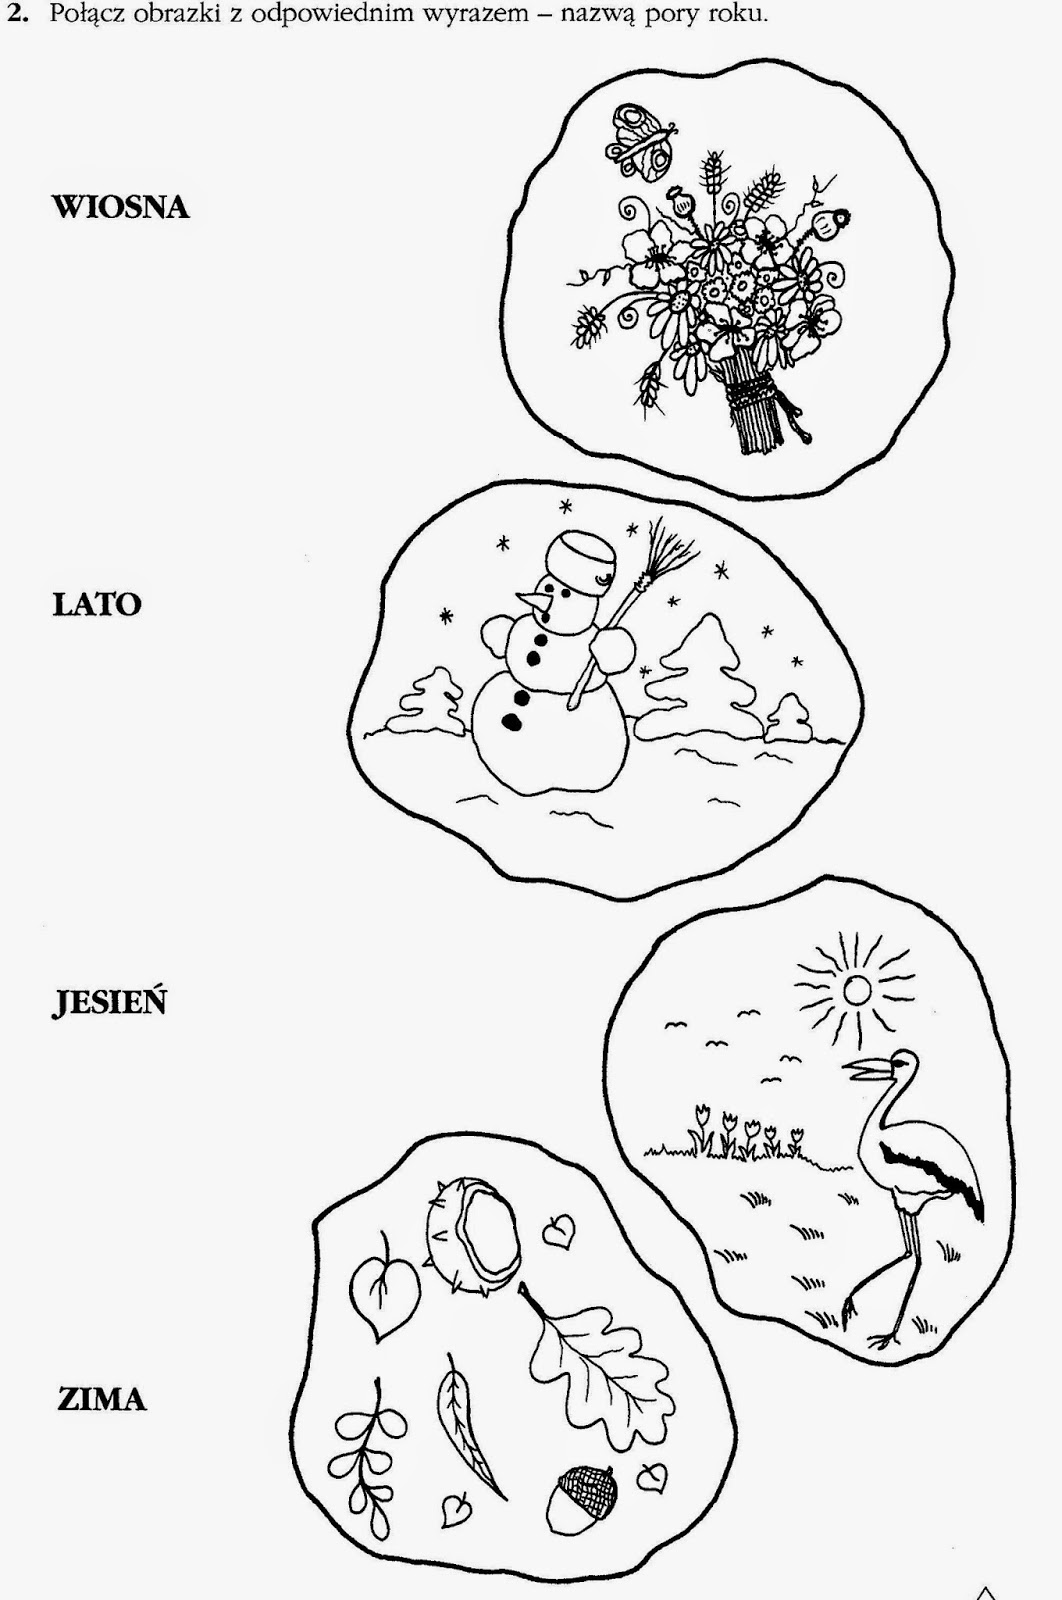 2. Połącz obrazki z odpowiednim wyrazem – nazwą pory roku.
WIOSNA
LATO
JESIEŃ
ZIMA